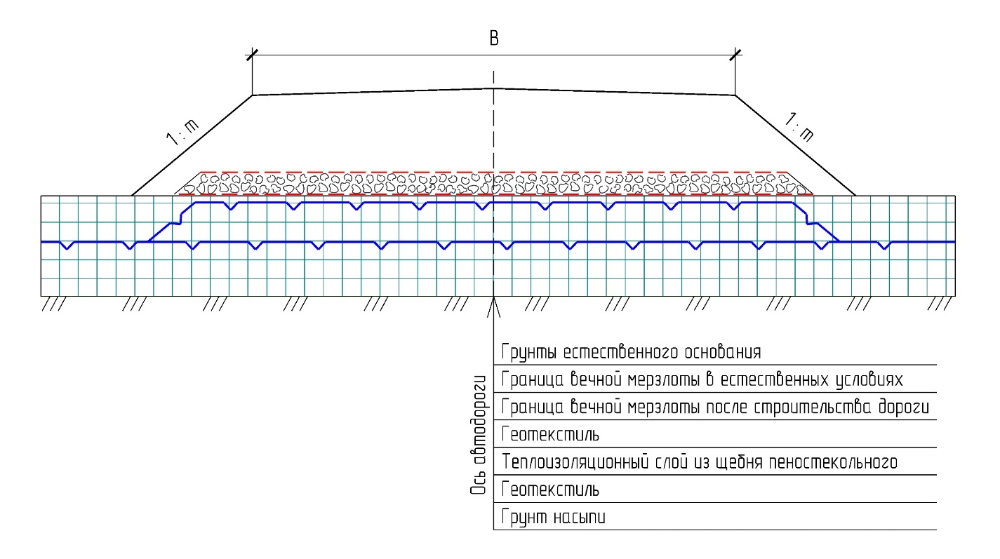 В
1:m
1:m
Грунты естественного основания
Граница вечной мерзлоты в естественных условиях
Граница вечной мерзлоты после строительства дороги
Геотекстиль
Теплоизоляционный слой из щебня пеностекольного
Геотекстиль
Грунт насыпи
Ось автодороги